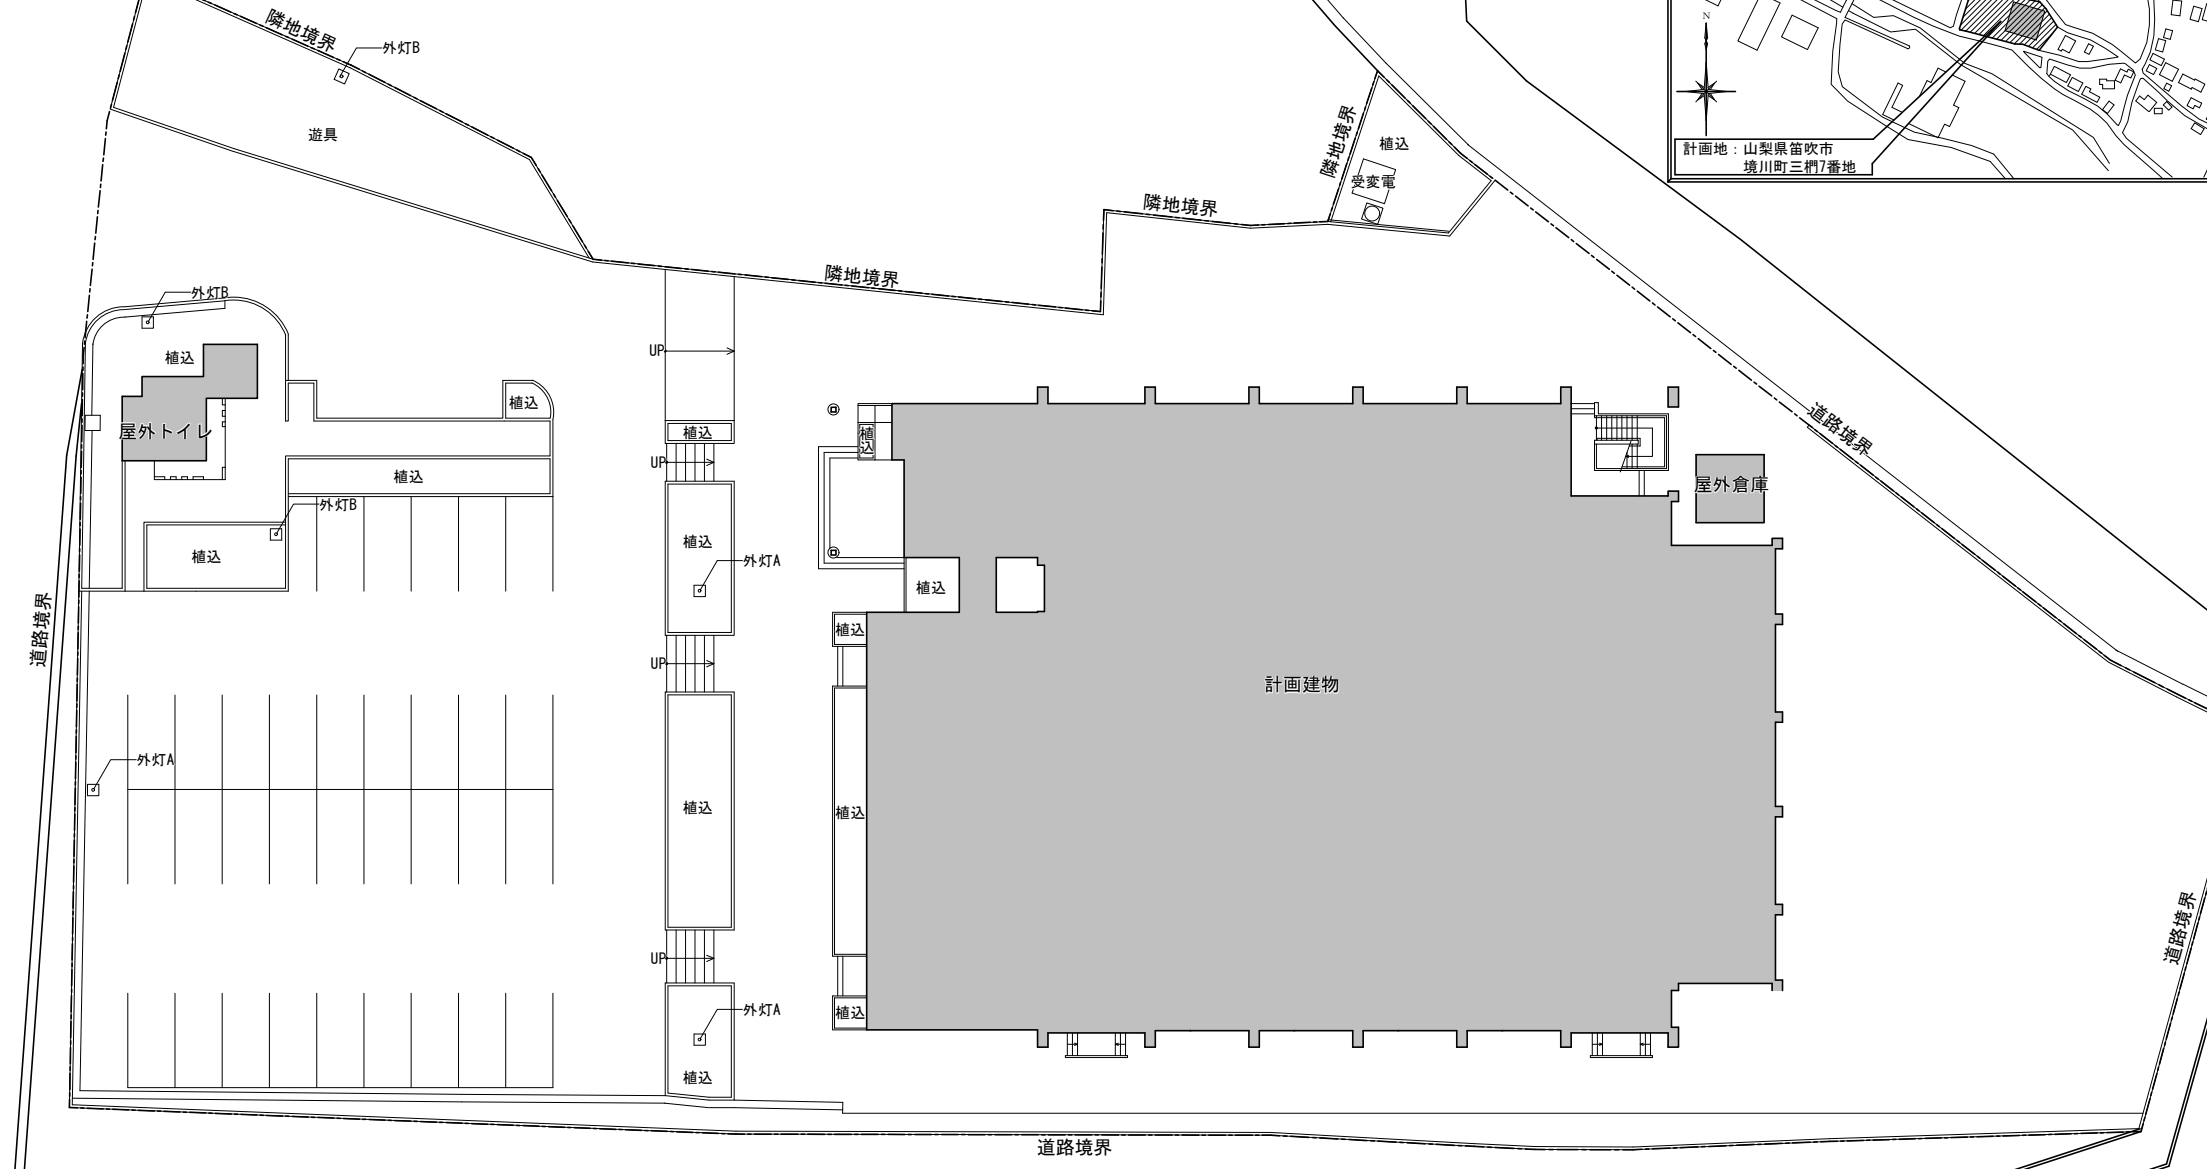 隣地境界
外灯B
遊具
隣地境界
植込
受変電
隣地境界
隣地境界
N
計画地：山梨県笛吹市
境川町三椚7番地
外灯B
植込
屋外トイレ
植込
植込
外灯B
植込
UP
植込
UP
植込
外灯A
UP
植込
UP
外灯A
植込
植込
植込
植込
植込
植込
計画建物
屋外倉庫
道路境界
道路境界
外灯A
道路境界
道路境界